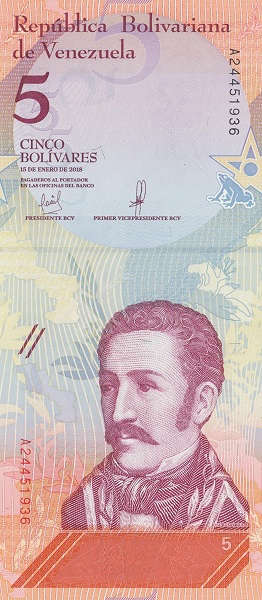 República Bolivariana
de Venezuela
A24451936
5
CINCO
BOLÍVARES
15 DE ENERO DE 2018
PAGADEROS AL PORTADOR
EN LAS OFICINAS DEL BANCO
PRESIDENTE BCV
PRIMER VICEPRESIDENTE BCV
A24451936
5